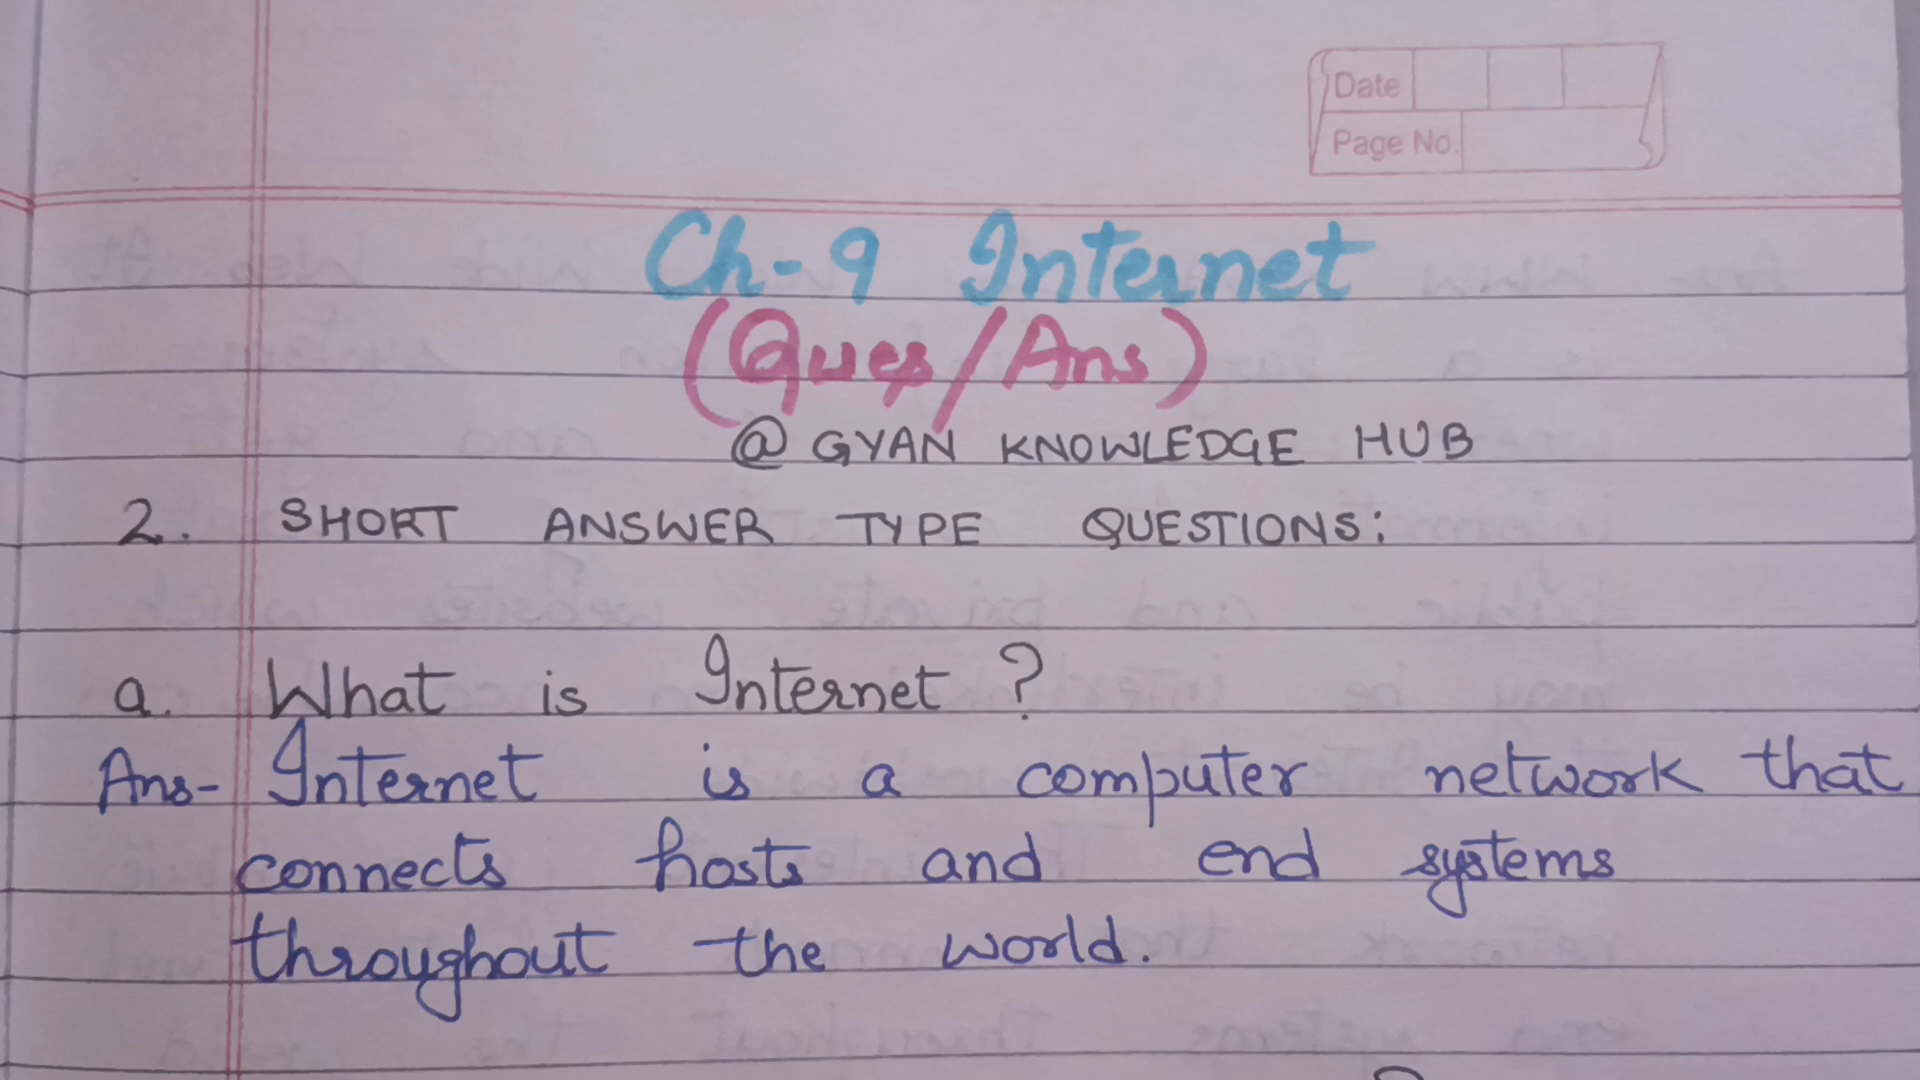 Date
Page No.
Ch-9 Internet
(Ques/Ans)
@ GYAN KNOWLEDGE HUB
2. SHORT ANSWER TYPE QUESTIONS:
a. What is Internet ?
Ans- Internet is a computer network that
connects hosts and end systems
throughout the world.